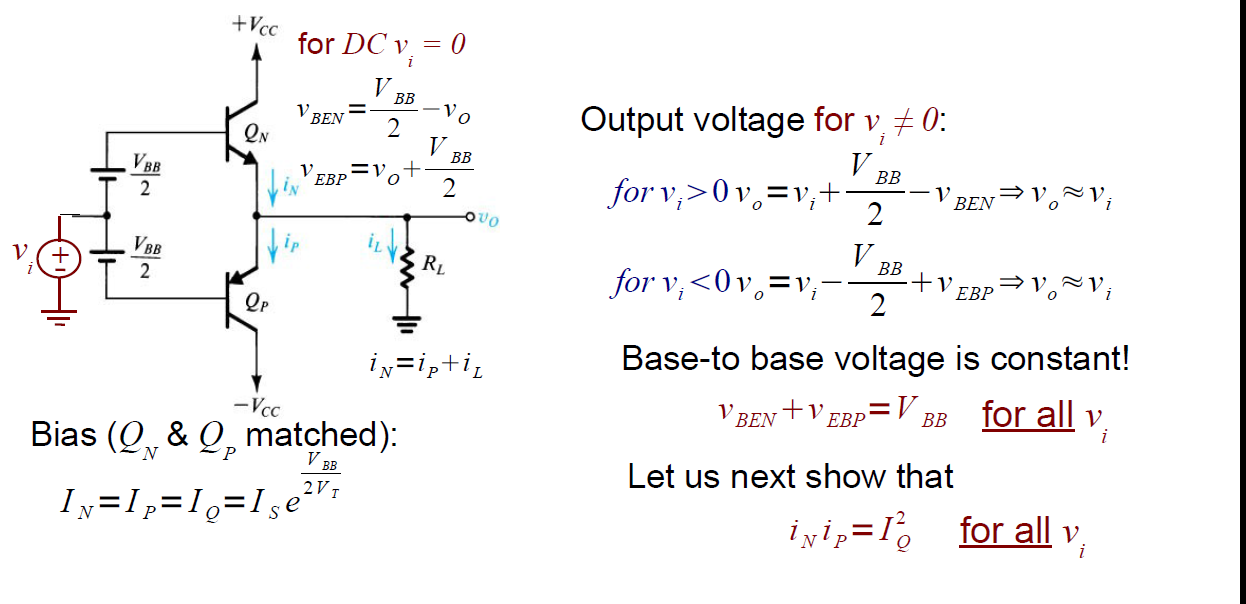 +V_CC
for DC v_i = 0
v_BEN = V_BB/2 − v_O
Q_N
V_BB/2
i_N
v_EBP = v_O + V_BB/2
v_O
v_i
+
−
V_BB/2
i_P
i_L
R_L
Q_P
i_N = i_P + i_L
−V_CC
Bias (Q_N & Q_P matched):
I_N = I_P = I_Q = I_S e^(V_BB/2V_T)
Output voltage for v_i ≠ 0:
for v_i > 0 v_o = v_i + V_BB/2 − v_BEN ⇒ v_o ≈ v_i
for v_i < 0 v_o = v_i − V_BB/2 + v_EBP ⇒ v_o ≈ v_i
Base-to base voltage is constant!
v_BEN + v_EBP = V_BB for all v_i
Let us next show that
i_N i_P = I_Q^2 for all v_i